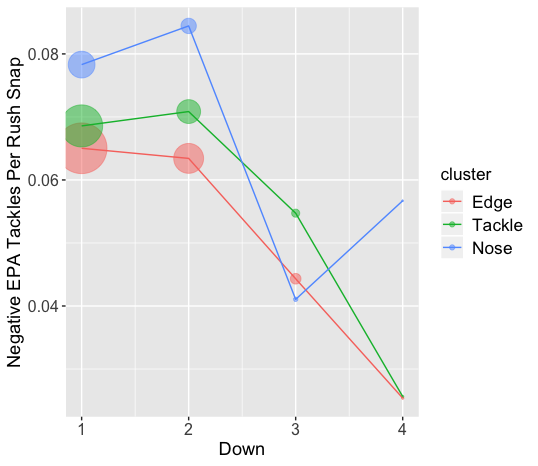 Negative EPA Tackles Per Rush Snap
0.08
0.06
0.04
1 2 3 4
Down
cluster
Edge
Tackle
Nose